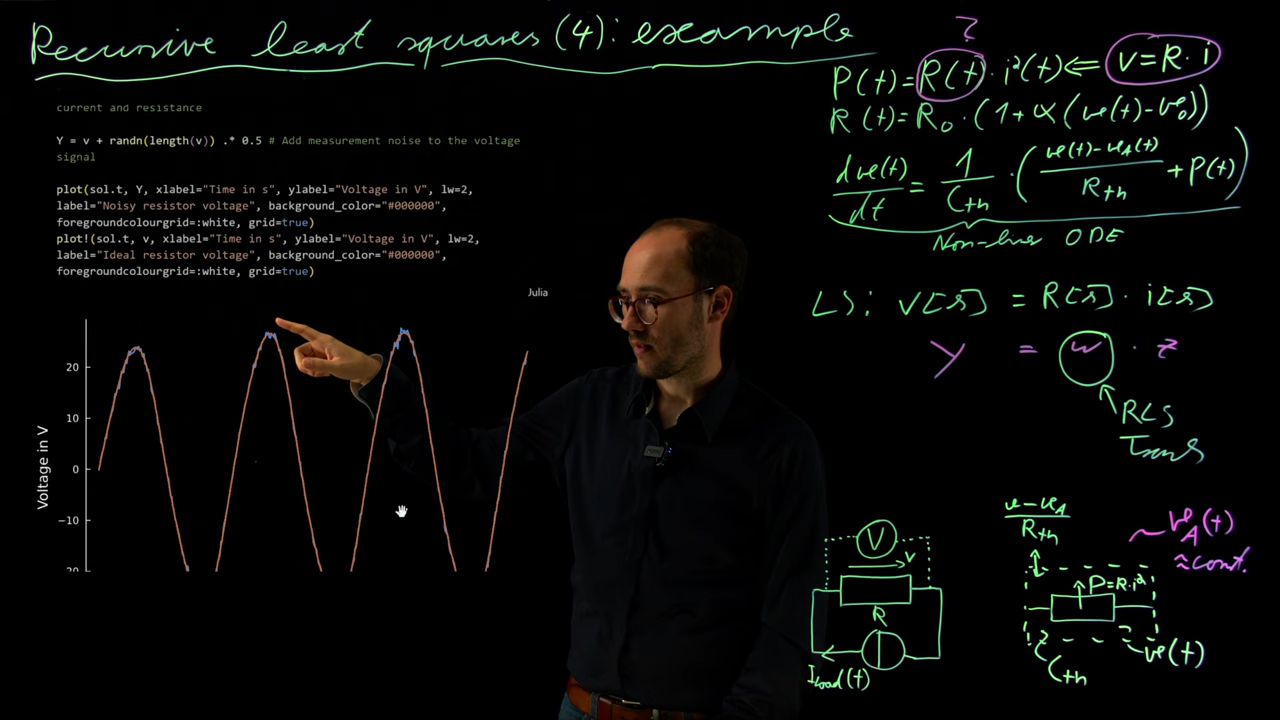 Recursive least squares (4): example
current and resistance
Y = v + randn(length(v)) .* 0.5 # Add measurement noise to the voltage
signal
plot(sol.t, Y, xlabel="Time in s", ylabel="Voltage in V", lw=2,
label="Noisy resistor voltage", background_color="#000000",
foregroundcolourgrid=:white, grid=true)
plot!(sol.t, v, xlabel="Time in s", ylabel="Voltage in V", lw=2,
label="Ideal resistor voltage", background_color="#000000",
foregroundcolourgrid=:white, grid=true)
Julia
20
10
0
-10
Voltage in V
?
P(t) = R(t) · i²(t) ⇐ v = R · i
R(t) = R₀ · (1 + α (ϑ(t) - ϑ₀))
dϑ(t)/dt = 1/Cth · (ϑ(t) - ϑA(t)/Rth + P(t))
Non-linear ODE
LS: v[k] = R[k] · i[k]
y = w · z
RLS
V
v
R
Iload(t)
ϑ - ϑA
Rth
ϑA(t)
≈ const.
P = R · i²
ϑ(t)
Cth